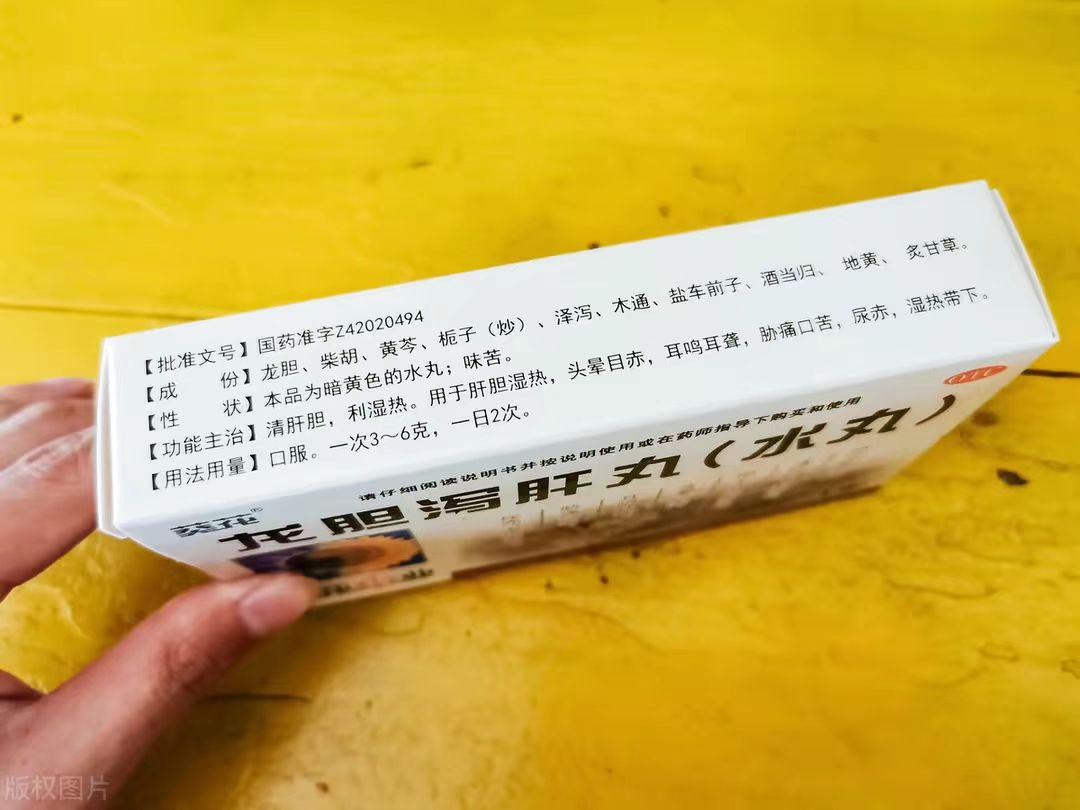 【批准文号】国药准字Z42020494
【成 份】龙胆、柴胡、黄芩、栀子（炒）、泽泻、木通、盐车前子、酒当归、地黄、炙甘草。
【性 状】本品为暗黄色的水丸；味苦。
【功能主治】清肝胆，利湿热。用于肝胆湿热，头晕目赤，耳鸣耳聋，胁痛口苦，尿赤，湿热带下。
【用法用量】口服。一次3～6克，一日2次。
OTC
请仔细阅读说明书并按说明使用或在药师指导下购买和使用
葵花®
龙胆泻肝丸（水丸）
版权图片